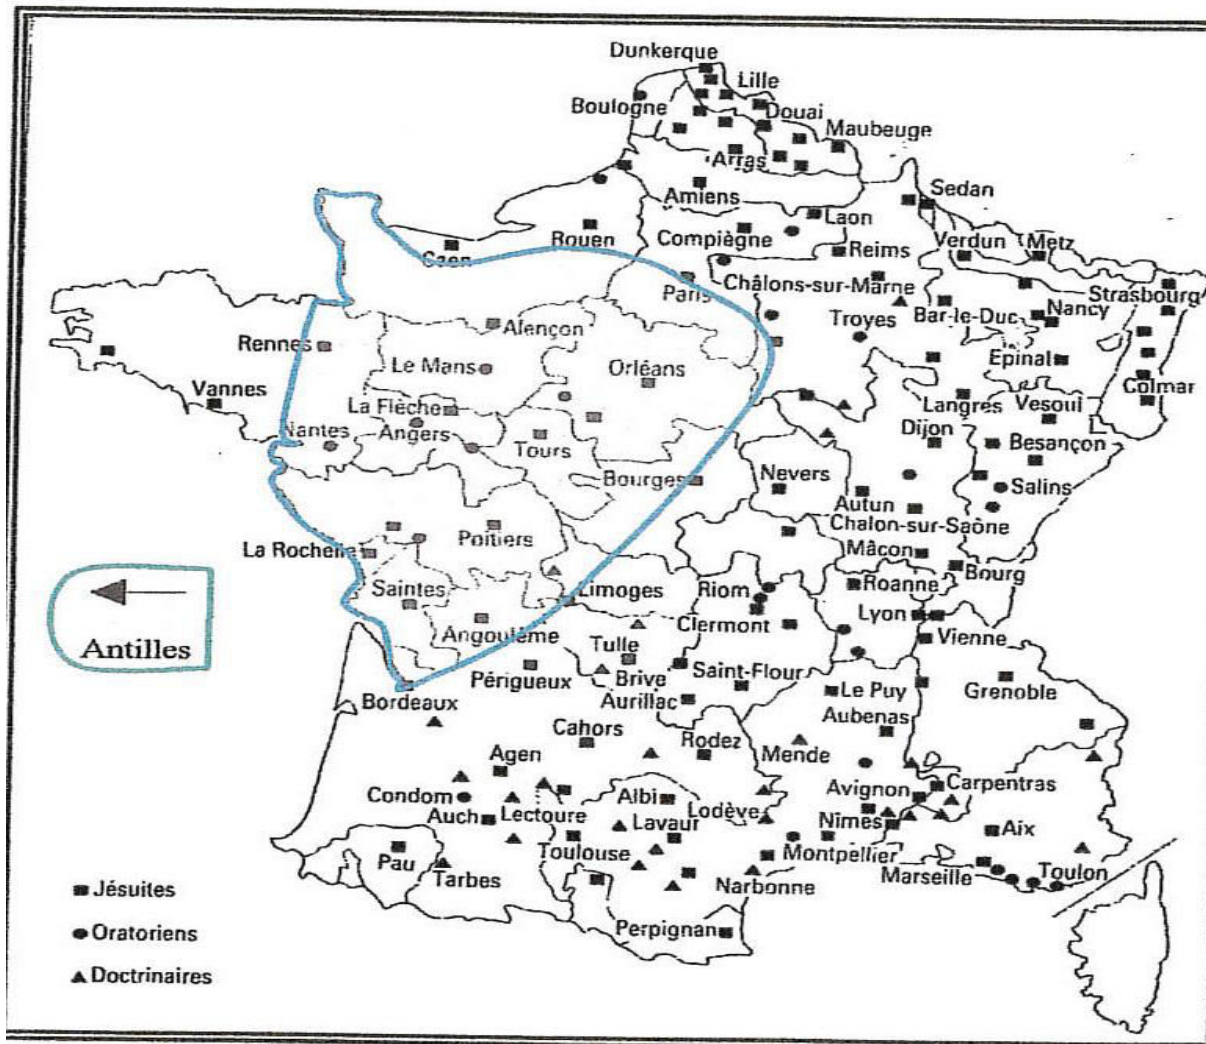 Dunkerque
Lille
Boulogne
Douai
Maubeuge
Arras
Amiens
Sedan
Laon
Rouen
Compiègne
Reims
Verdun
Metz
Caen
Paris
Châlons-sur-Marne
Strasbourg
Alençon
Troyes
Bar-le-Duc
Nancy
Rennes
Le Mans
Orléans
Epinal
Colmar
Vannes
La Flèche
Langres
Vesoul
Nantes
Angers
Tours
Dijon
Besançon
Bourges
Nevers
Autun
Salins
Chalon-sur-Saône
La Rochelle
Poitiers
Mâcon
Bourg
Saintes
Limoges
Riom
Roanne
Antilles
Angoulême
Clermont
Lyon
Vienne
Tulle
Périgueux
Brive
Saint-Flour
Bordeaux
Aurillac
Le Puy
Grenoble
Aubenas
Cahors
Rodez
Mende
Agen
Carpentras
Condom
Albi
Lodève
Avignon
Auch
Lectoure
Lavaur
Nîmes
Aix
Pau
Toulouse
Montpellier
Tarbes
Narbonne
Marseille
Toulon
Perpignan
Jésuites
Oratoriens
Doctrinaires